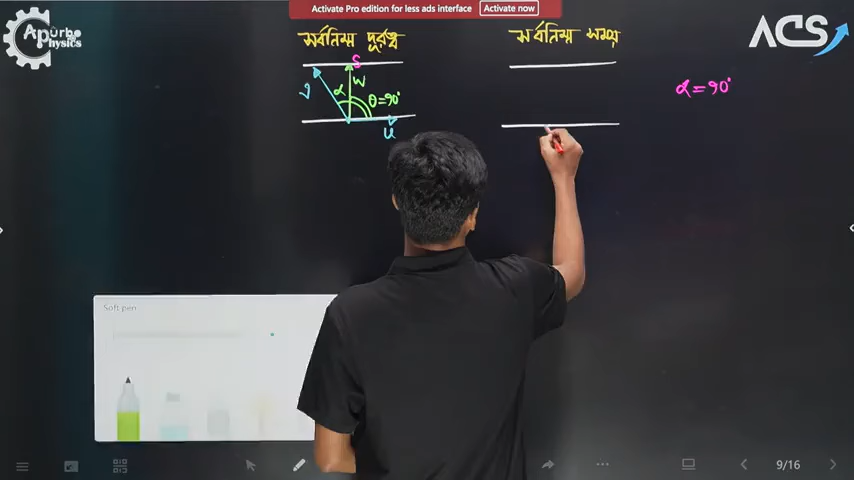 Activate Pro edition for less ads interface Activate now
Apurbo Physics
ACS
সর্বনিম্ন দূরত্ব
সর্বনিম্ন সময়
S
v
α
W
θ=90°
u
α=90°
Soft pen
9/16